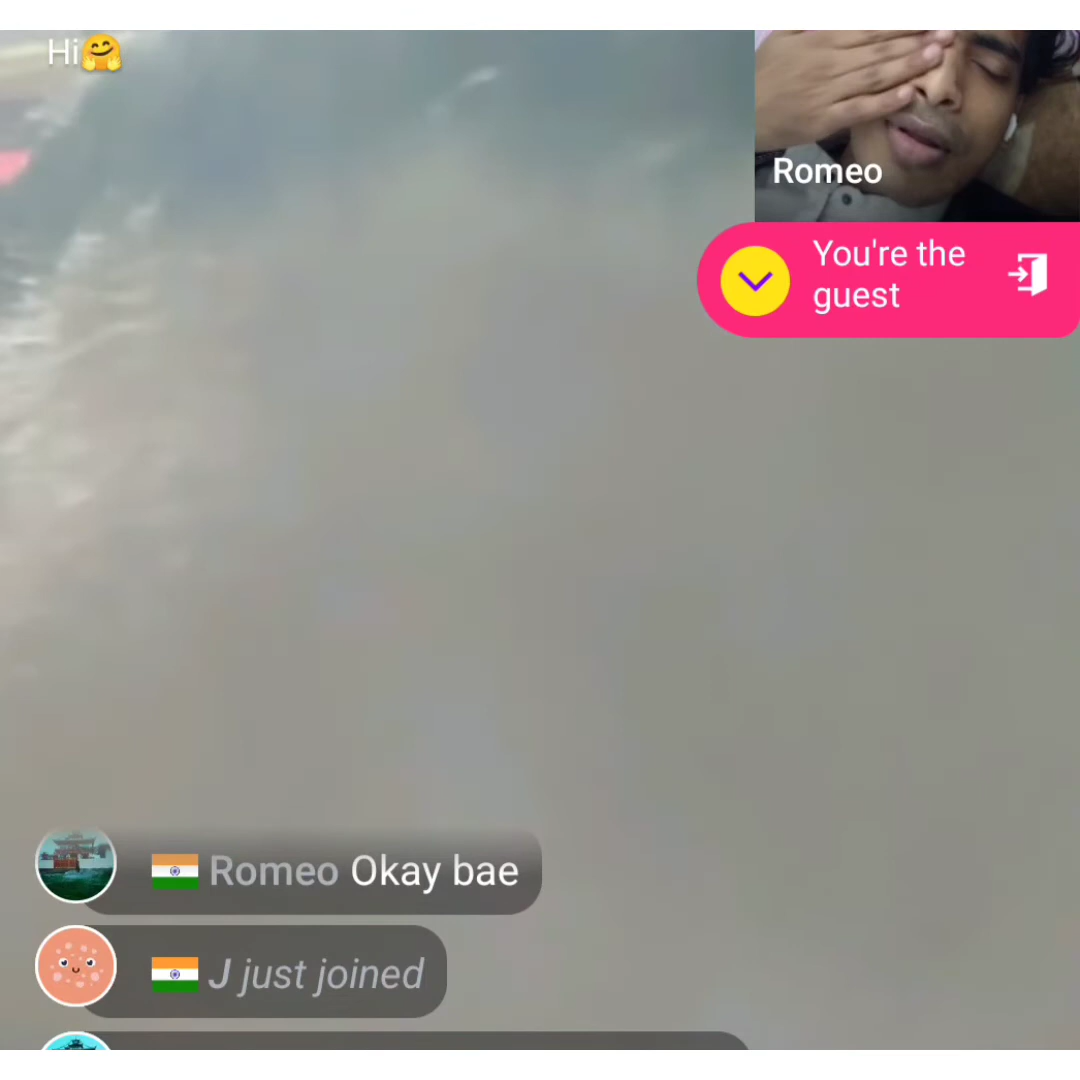 Hi🤗
Romeo
You're the
guest
Romeo Okay bae
J just joined